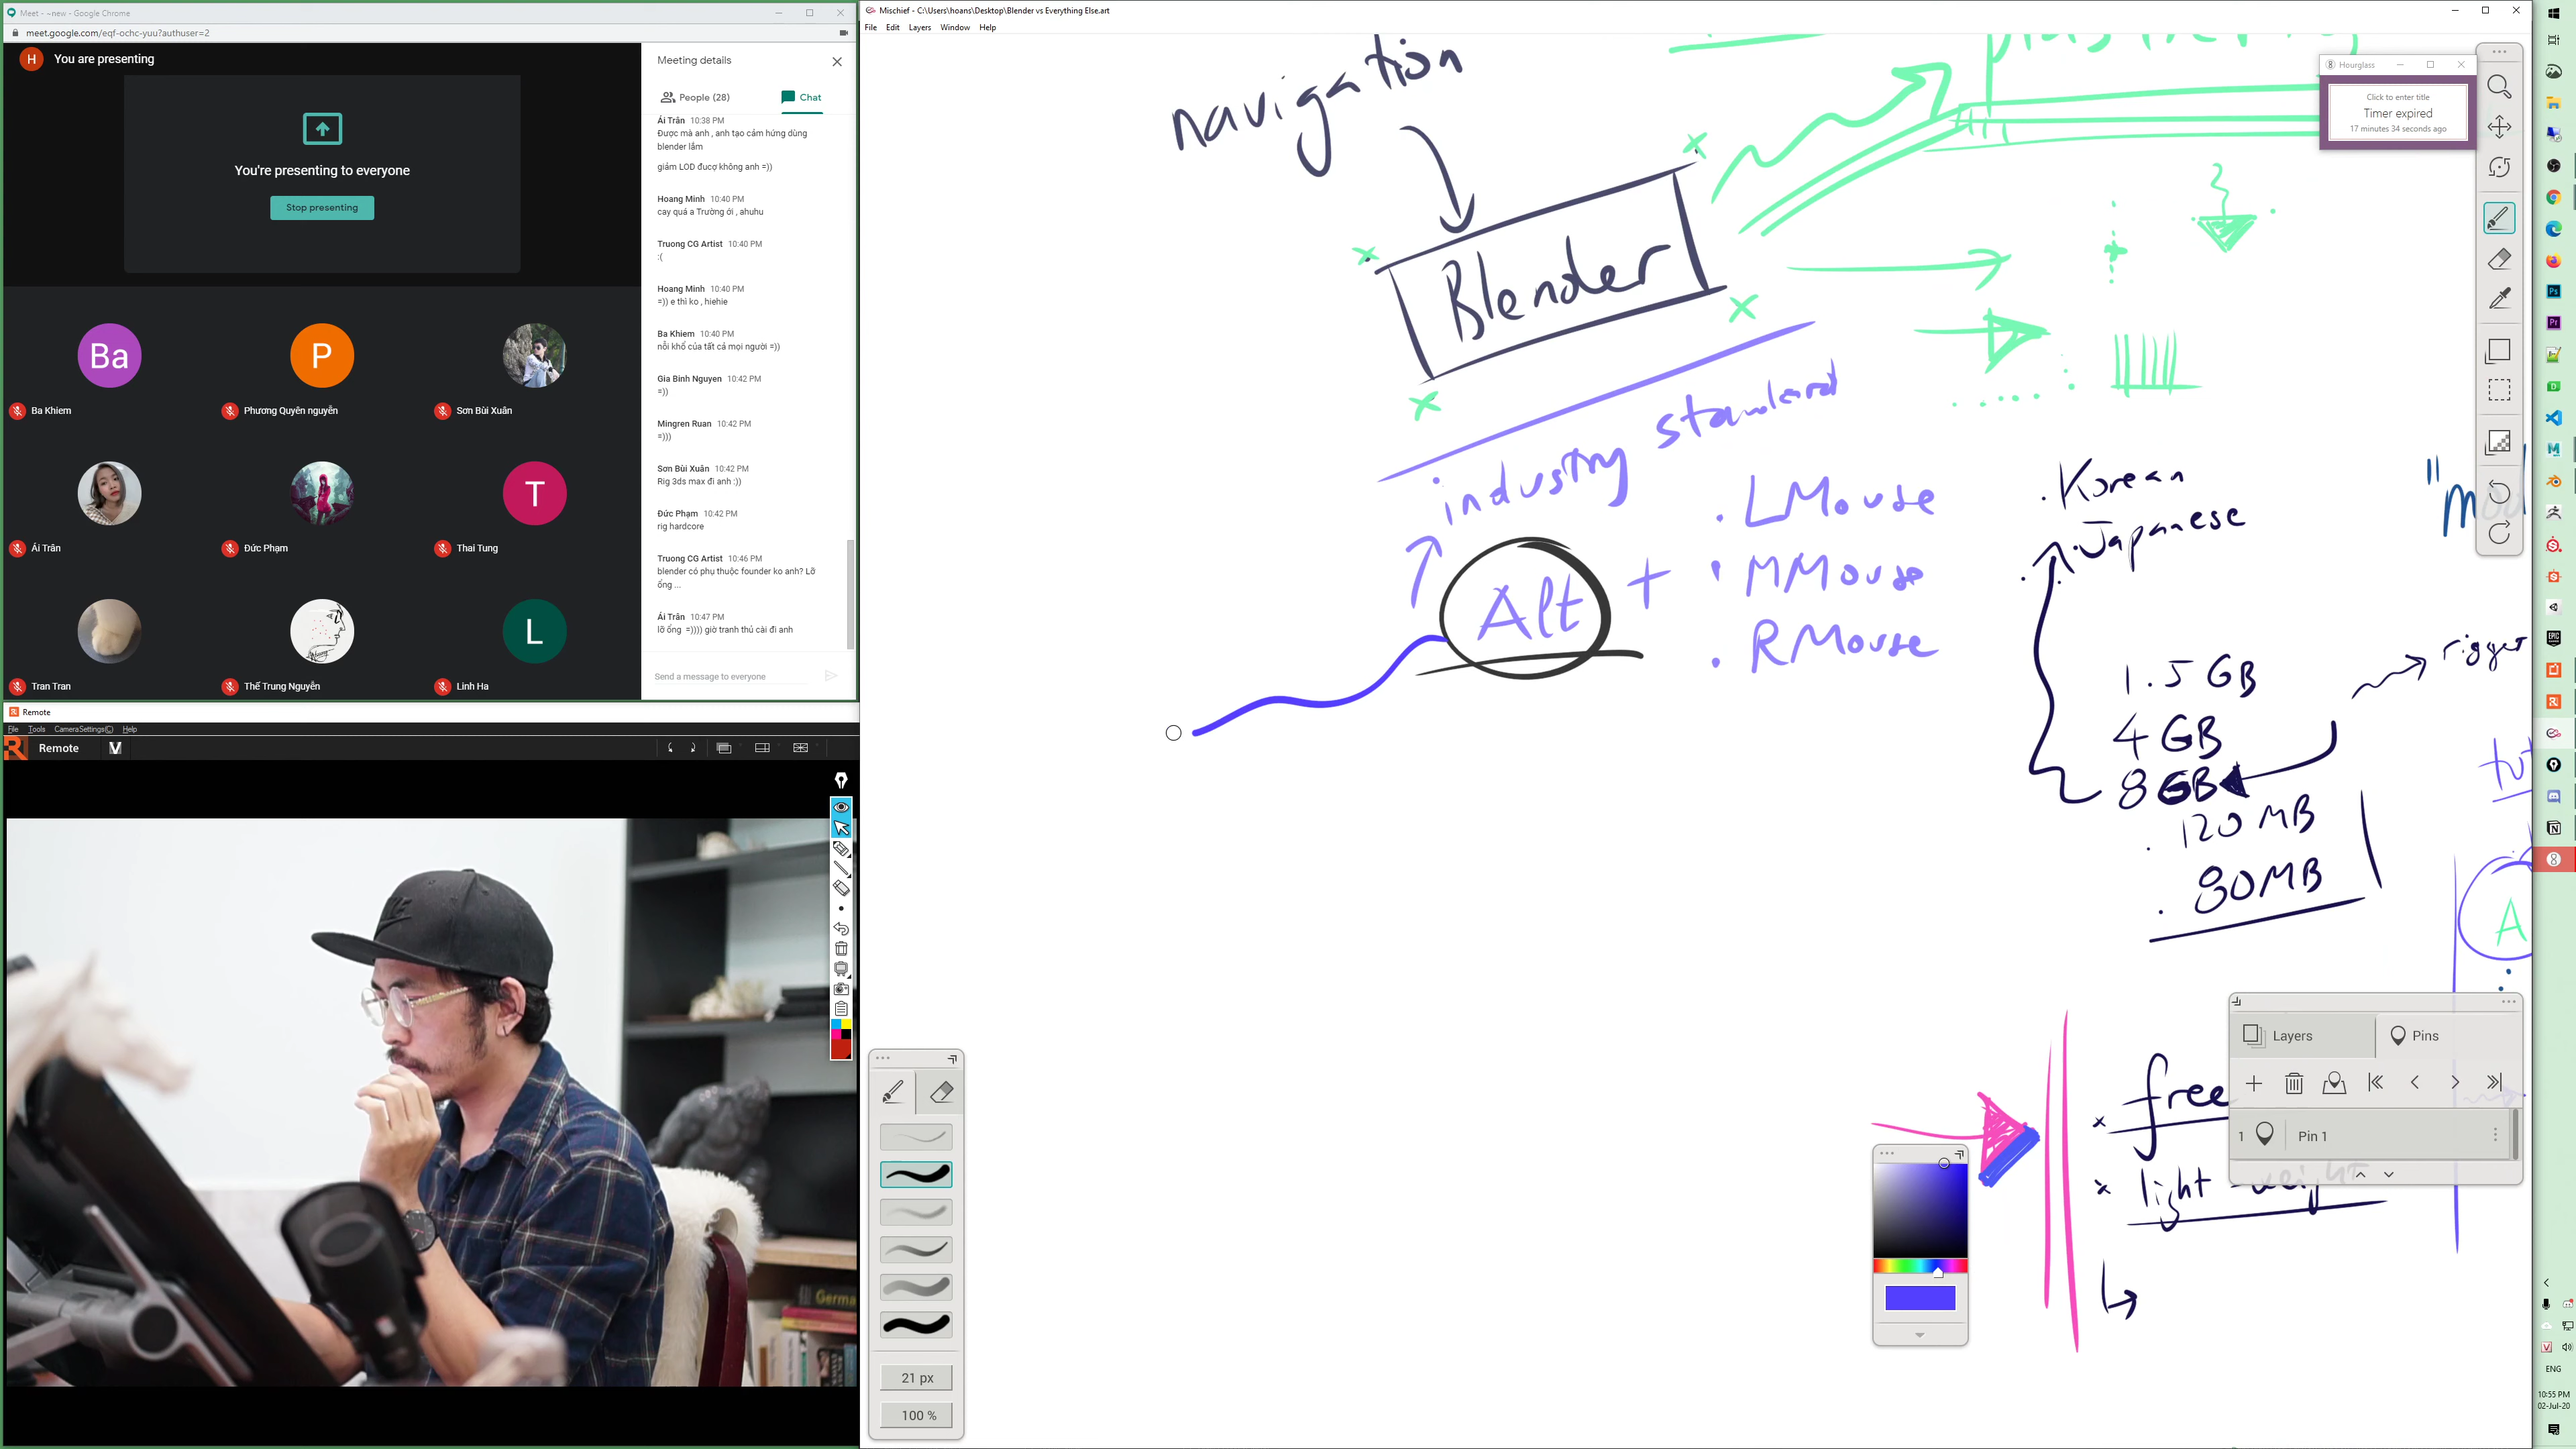 Meet - ~new - Google Chrome
meet.google.com/eqf-ochc-yuu?authuser=2
H You are presenting
You're presenting to everyone
Stop presenting
Ba
Ba Khiem
P
Phương Quyên nguyễn
Sơn Bùi Xuân
Ái Trân
Đức Phạm
T
Thai Tung
Tran Tran
Thế Trung Nguyễn
L
Linh Ha
Meeting details
People (28)
Chat
Ái Trân 10:38 PM
Được mà anh , anh tạo cảm hứng dùng
blender lắm
giảm LOD đuợc không anh =))
Hoang Minh 10:40 PM
cay quá a Trường ới , ahuhu
Truong CG Artist 10:40 PM
:(
Hoang Minh 10:40 PM
=)) e thì ko , hiehie
Ba Khiem 10:40 PM
nỗi khổ của tất cả mọi người =))
Gia Binh Nguyen 10:42 PM
=))
Mingren Ruan 10:42 PM
=)))
Sơn Bùi Xuân 10:42 PM
Rig 3ds max đi anh :))
Đức Phạm 10:42 PM
rig hardcore
Truong CG Artist 10:46 PM
blender có phụ thuộc founder ko anh? Lỡ
ổng ...
Ái Trân 10:47 PM
lỡ ổng =)))) giờ tranh thủ cài đi anh
Send a message to everyone
Remote
File Tools CameraSettings(C) Help
Remote
Germa
Mischief - C:\Users\hoans\Desktop\Blender vs Everything Else.art
File Edit Layers Window Help
navigation
Blender
industry standard
Alt +
. LMouse
. MMouse
. RMouse
. Korean
. Japanese
.
1.5 GB
4 GB
8 GB
. 120 MB
. 80MB
rigger
A
x free
x light-weight
Hourglass
Click to enter title
Timer expired
17 minutes 34 seconds ago
Layers
Pins
1 Pin 1
21 px
100 %
ENG
10:55 PM
02-Jul-20